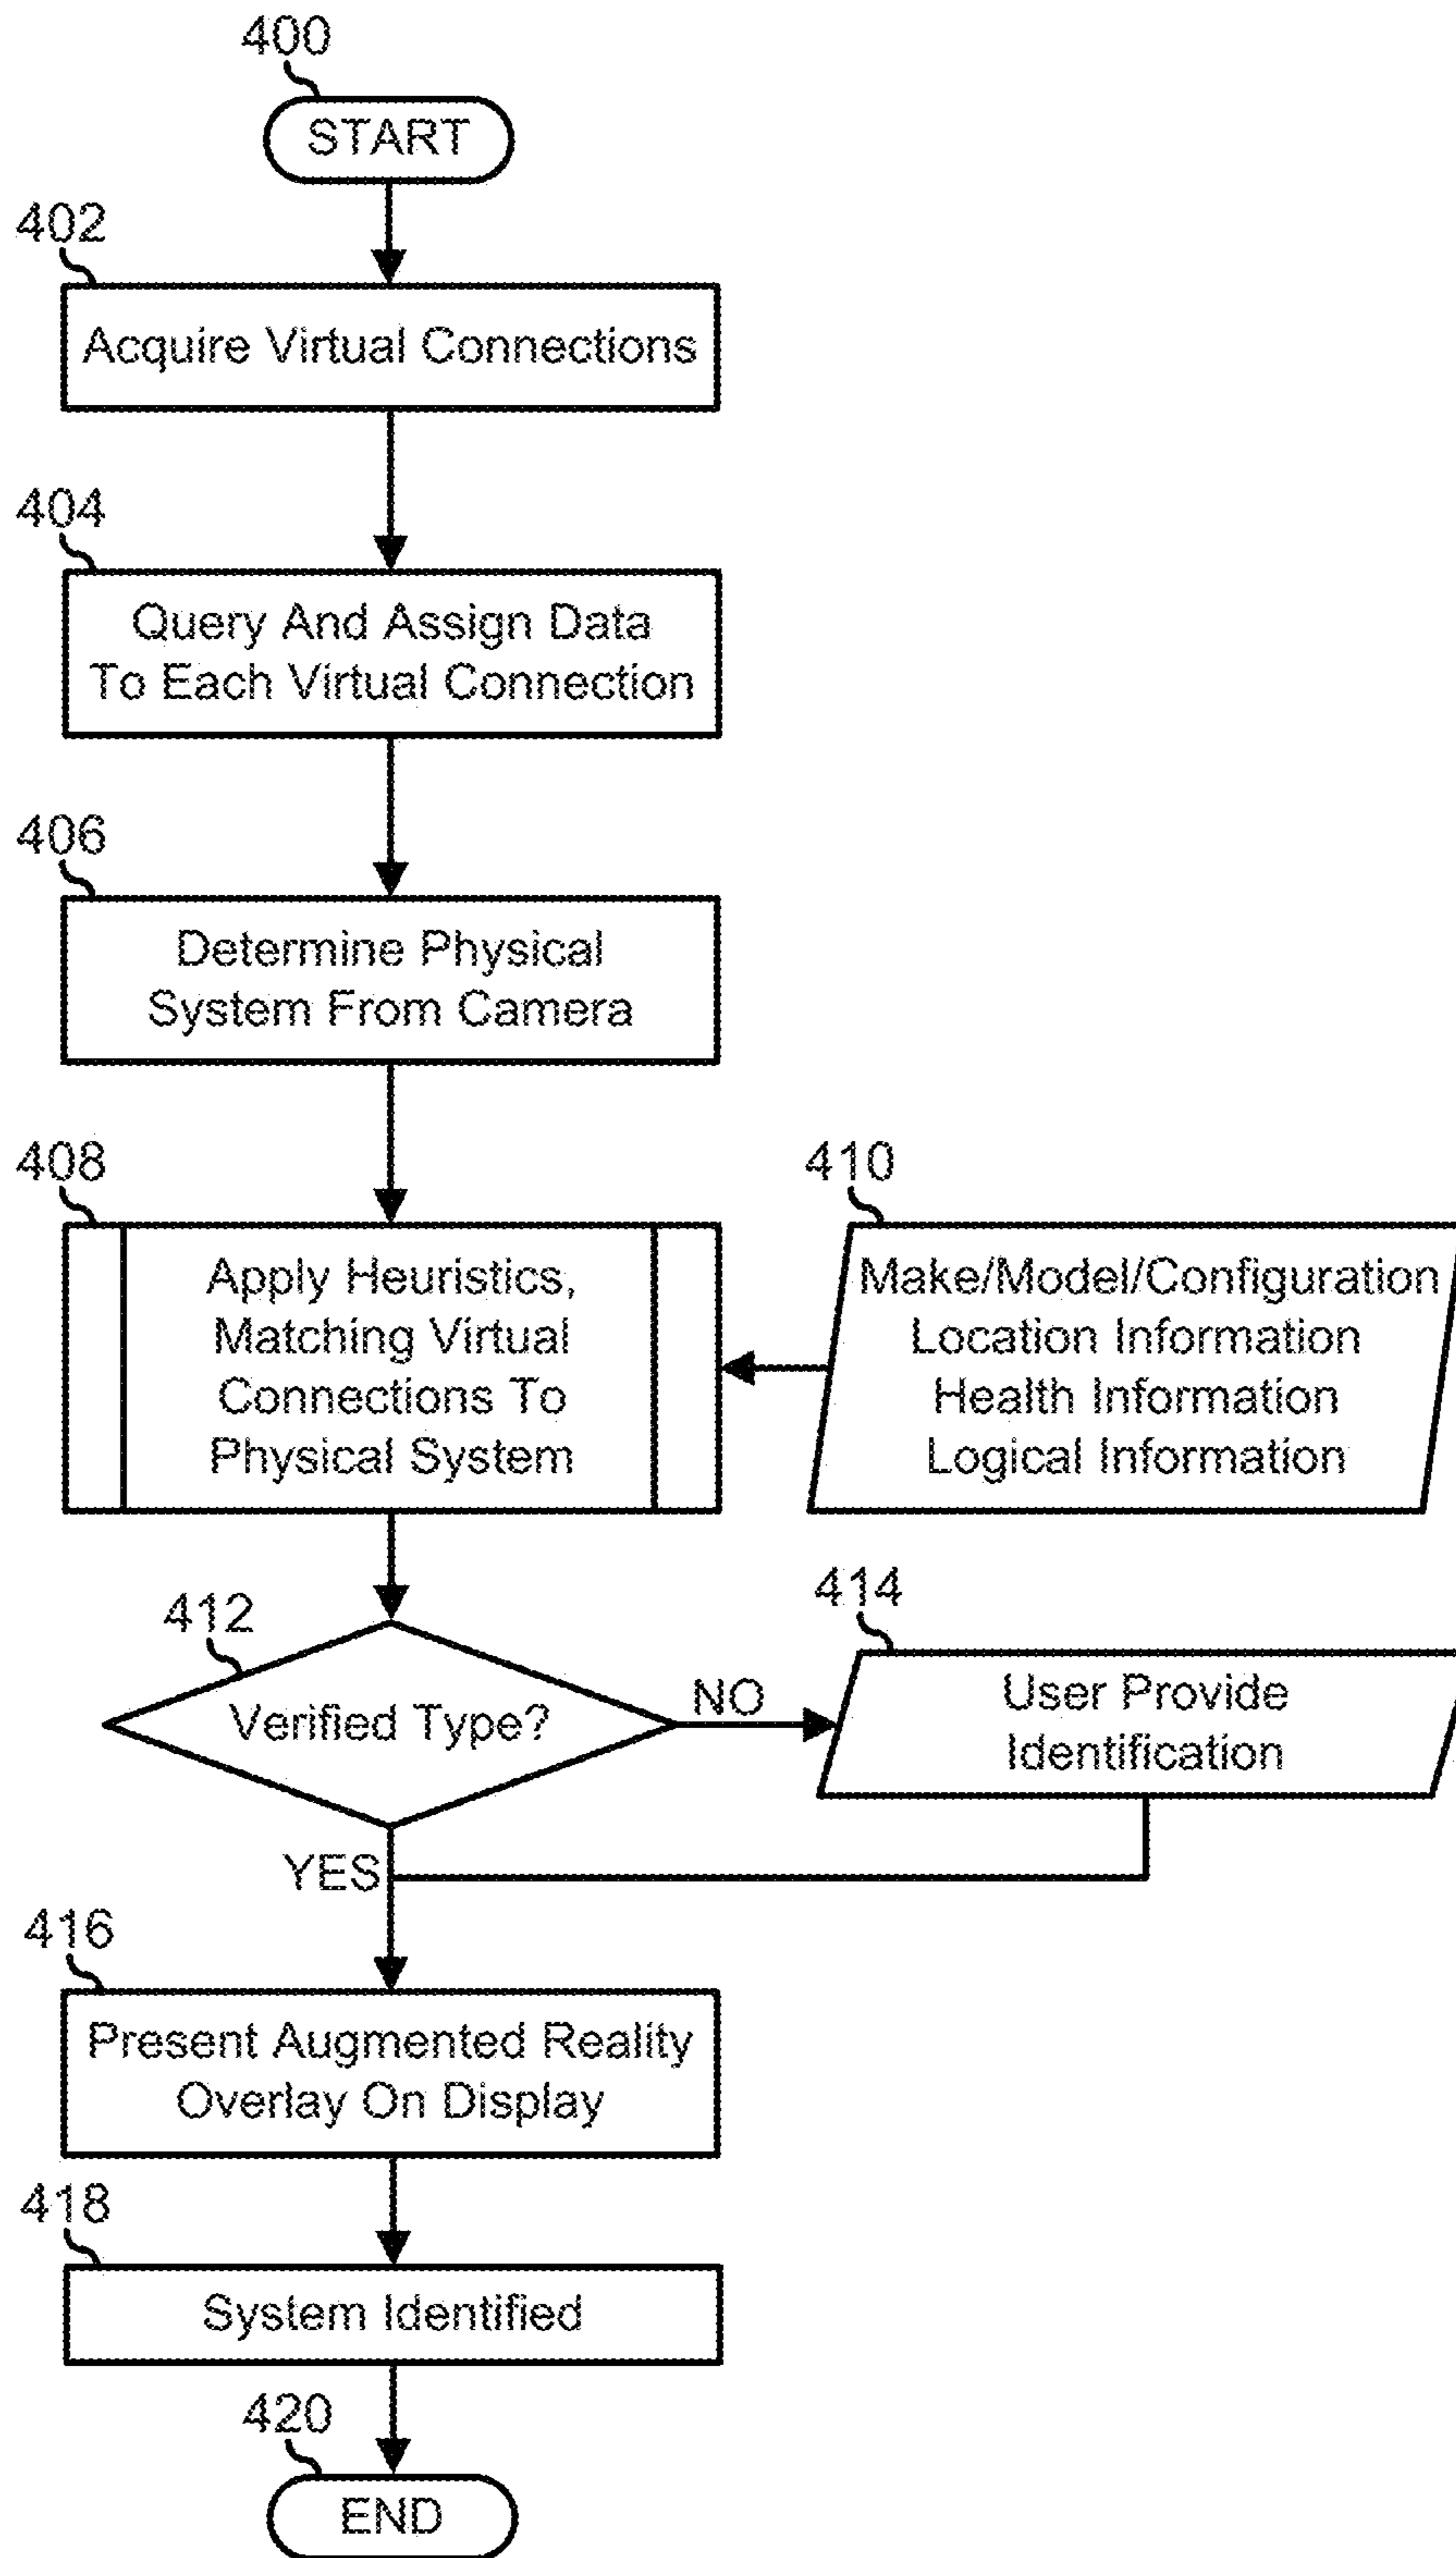 400
START
402
Acquire Virtual Connections
404
Query And Assign Data
To Each Virtual Connection
406
Determine Physical
System From Camera
408
Apply Heuristics,
Matching Virtual
Connections To
Physical System
410
Make/Model/Configuration
Location Information
Health Information
Logical Information
412
Verified Type?
NO
414
User Provide
Identification
YES
416
Present Augmented Reality
Overlay On Display
418
System Identified
420
END